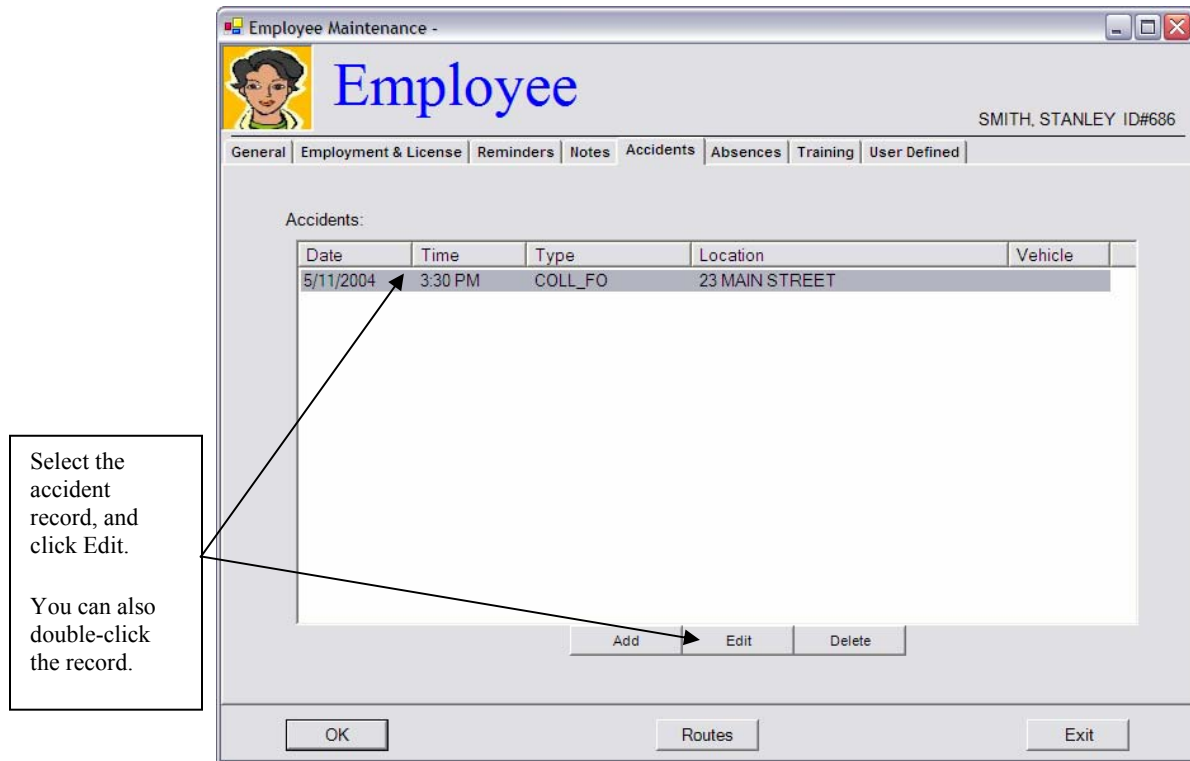 Employee Maintenance -
Employee
SMITH, STANLEY ID#686
General Employment & License Reminders Notes Accidents Absences Training User Defined
Accidents:
Date Time Type Location Vehicle
5/11/2004 3:30 PM COLL_FO 23 MAIN STREET
Select the
accident
record, and
click Edit.
You can also
double-click
the record.
Add Edit Delete
OK Routes Exit